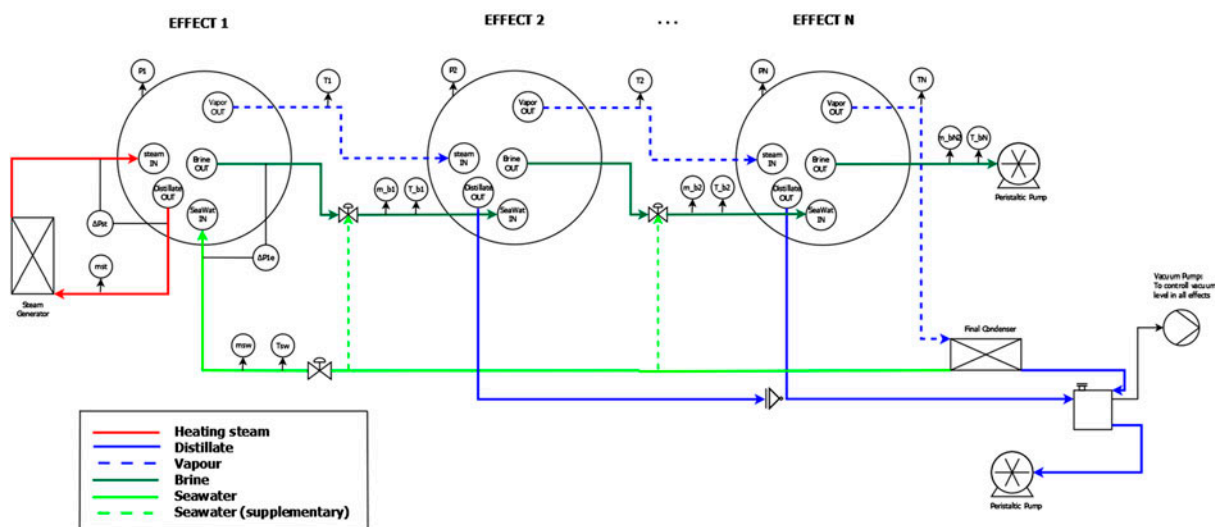 EFFECT 1
EFFECT 2
...
EFFECT N
P1
T1
P2
T2
PN
TN
Vapor
OUT
Vapor
OUT
Vapor
OUT
steam
IN
Brine
OUT
Distillate
OUT
SeaWat
IN
steam
IN
Brine
OUT
Distillate
OUT
SeaWat
IN
steam
IN
Brine
OUT
Distillate
OUT
SeaWat
IN
m_b1
T_b1
m_b2
T_b2
m_bN2
T_bN
Peristaltic Pump
ΔPst
ΔP1e
mst
Steam
Generator
msw
Tsw
Final Condenser
Vacuum Pump:
To controll vacuum
level in all effects
Peristaltic Pump
Heating steam
Distillate
Vapour
Brine
Seawater
Seawater (supplementary)